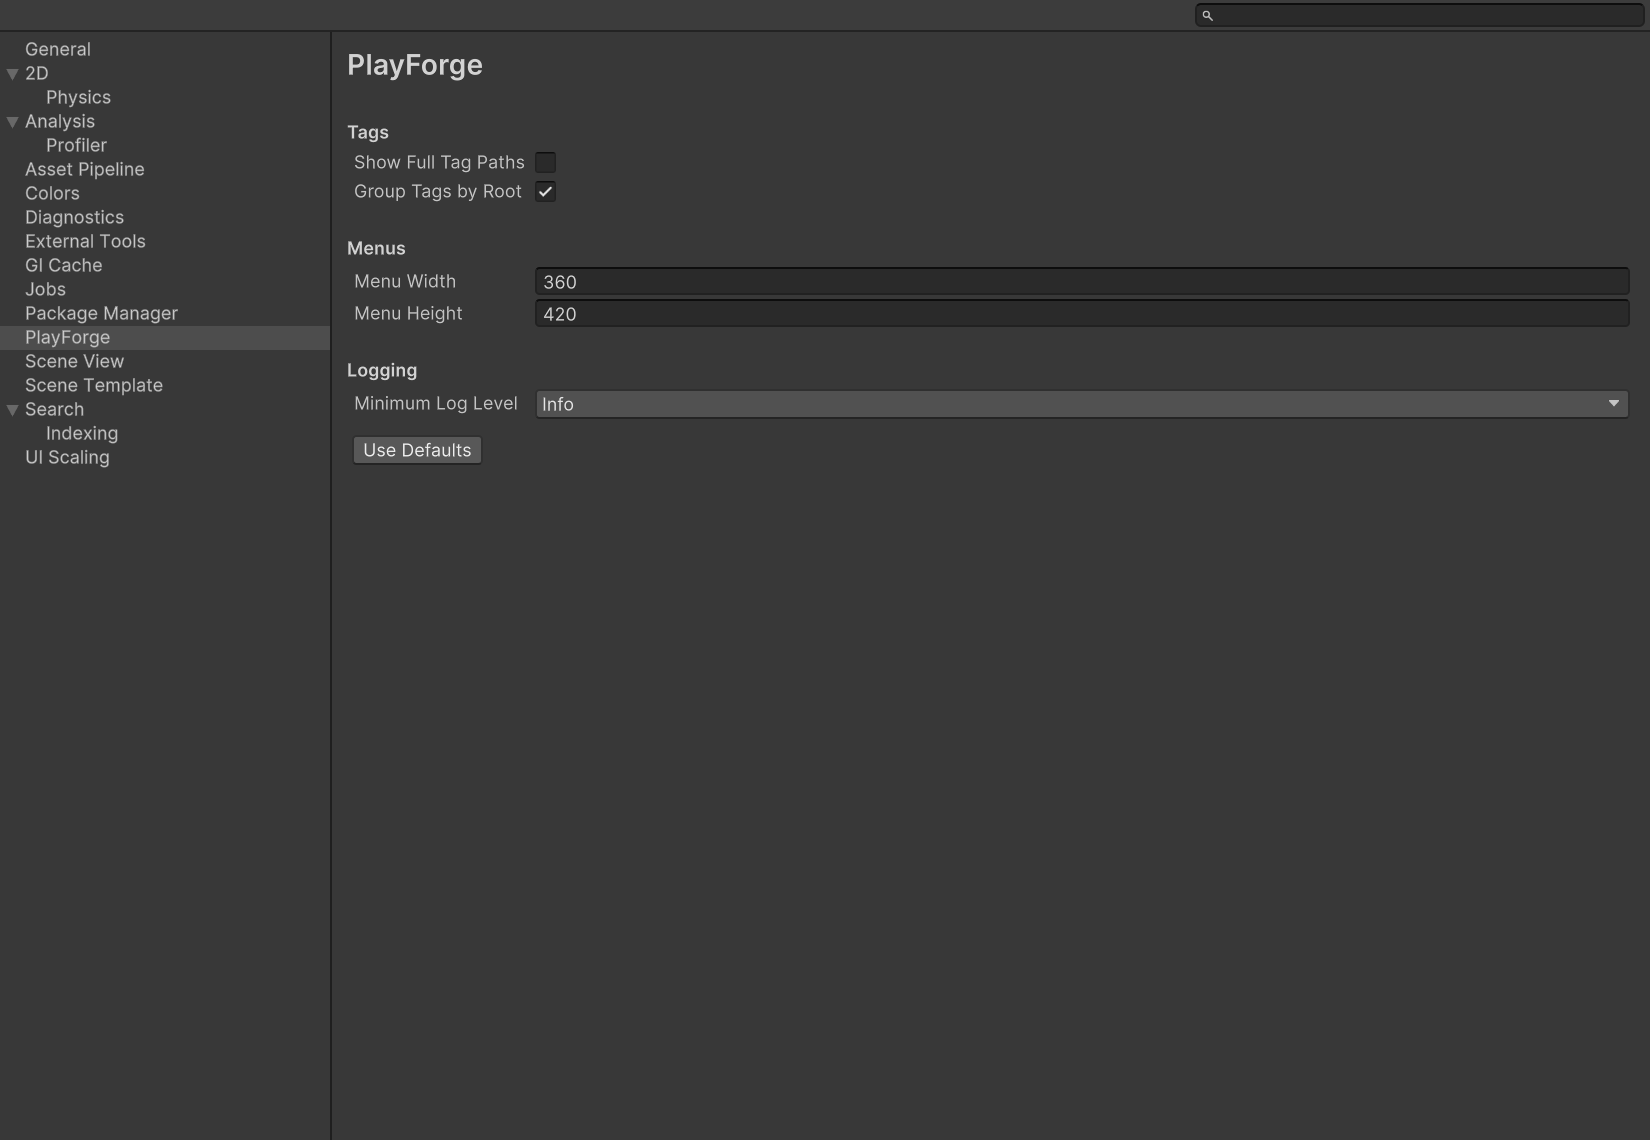 General
2D
Physics
Analysis
Profiler
Asset Pipeline
Colors
Diagnostics
External Tools
GI Cache
Jobs
Package Manager
PlayForge
Scene View
Scene Template
Search
Indexing
UI Scaling
PlayForge
Tags
Show Full Tag Paths
Group Tags by Root
Menus
Menu Width 360
Menu Height 420
Logging
Minimum Log Level Info
Use Defaults